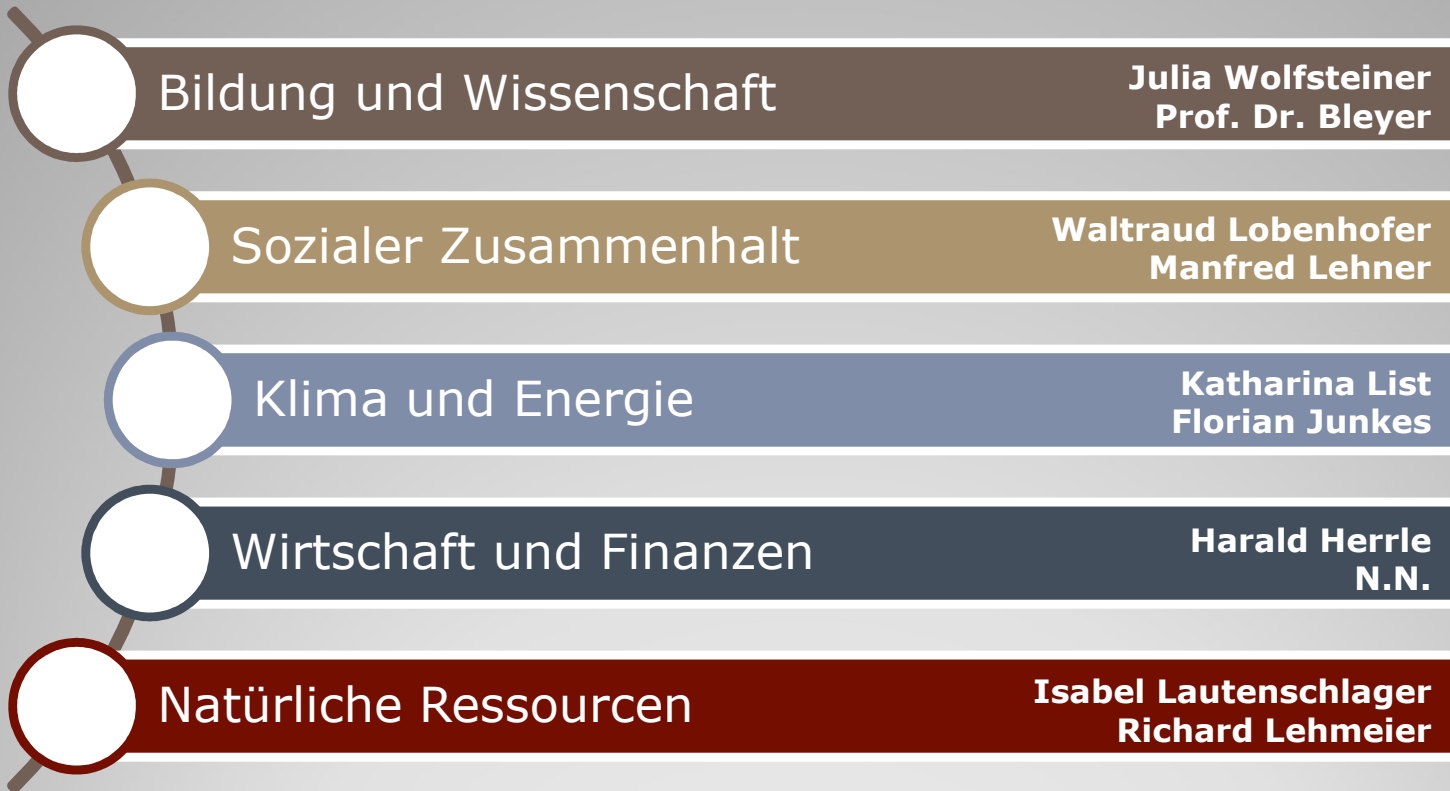 Bildung und Wissenschaft
Julia Wolfsteiner
Prof. Dr. Bleyer
Sozialer Zusammenhalt
Waltraud Lobenhofer
Manfred Lehner
Klima und Energie
Katharina List
Florian Junkes
Wirtschaft und Finanzen
Harald Herrle
N.N.
Natürliche Ressourcen
Isabel Lautenschlager
Richard Lehmeier